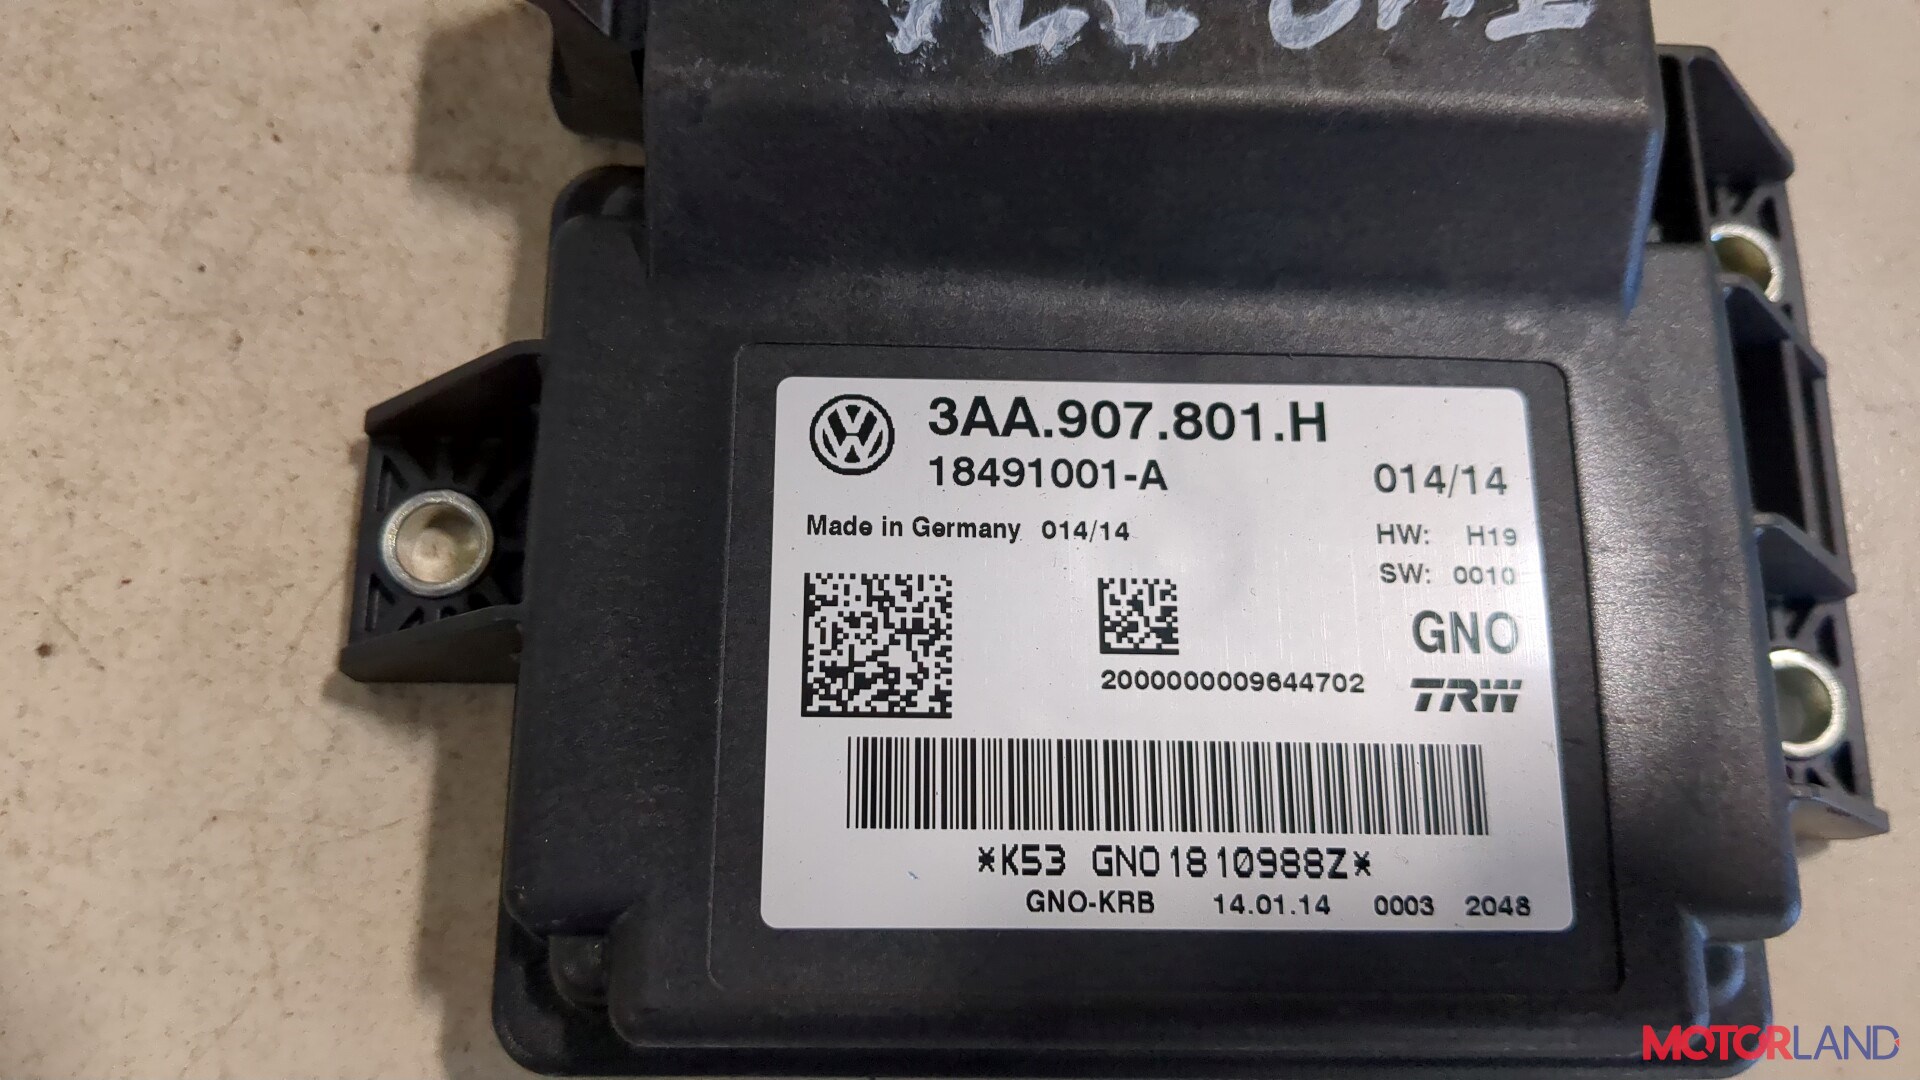 3AA.907.801.H
18491001-A
014/14
Made in Germany 014/14
HW: H19
SW: 0010
GNO
2000000009644702
TRW
*K53 GNO1810988Z*
GNO-KRB 14.01.14 0003 2048
MOTORLAND